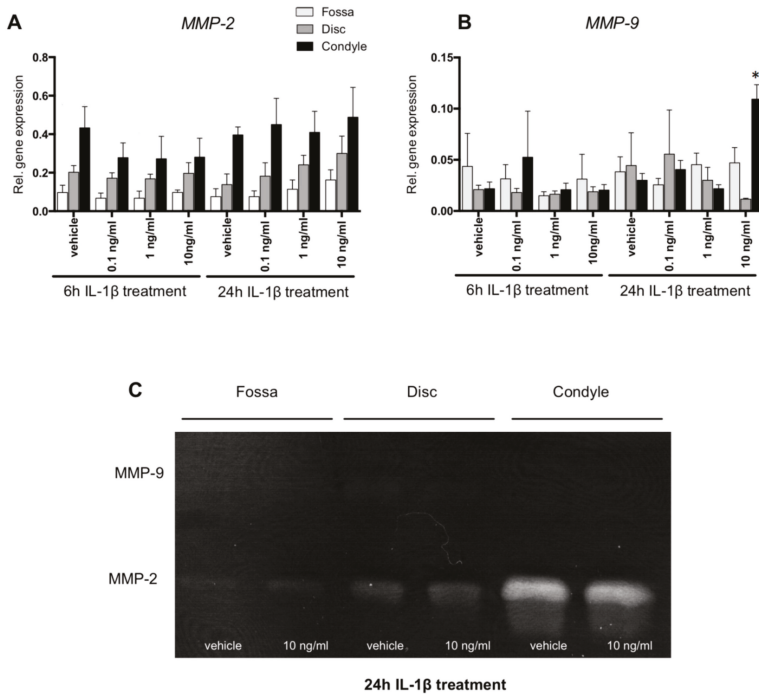 A
MMP-2
Fossa
Disc
Condyle
Rel. gene expression
0.8
0.6
0.4
0.2
0.0
vehicle
0.1 ng/ml
1 ng/ml
10ng/ml
vehicle
0.1 ng/ml
1 ng/ml
10 ng/ml
6h IL-1β treatment
24h IL-1β treatment
B
MMP-9
Rel. gene expression
0.15
0.10
0.05
0.00
*
vehicle
0.1 ng/ml
1 ng/ml
10ng/ml
vehicle
0.1 ng/ml
1 ng/ml
10 ng/ml
6h IL-1β treatment
24h IL-1β treatment
C
Fossa
Disc
Condyle
MMP-9
MMP-2
vehicle
10 ng/ml
vehicle
10 ng/ml
vehicle
10 ng/ml
24h IL-1β treatment